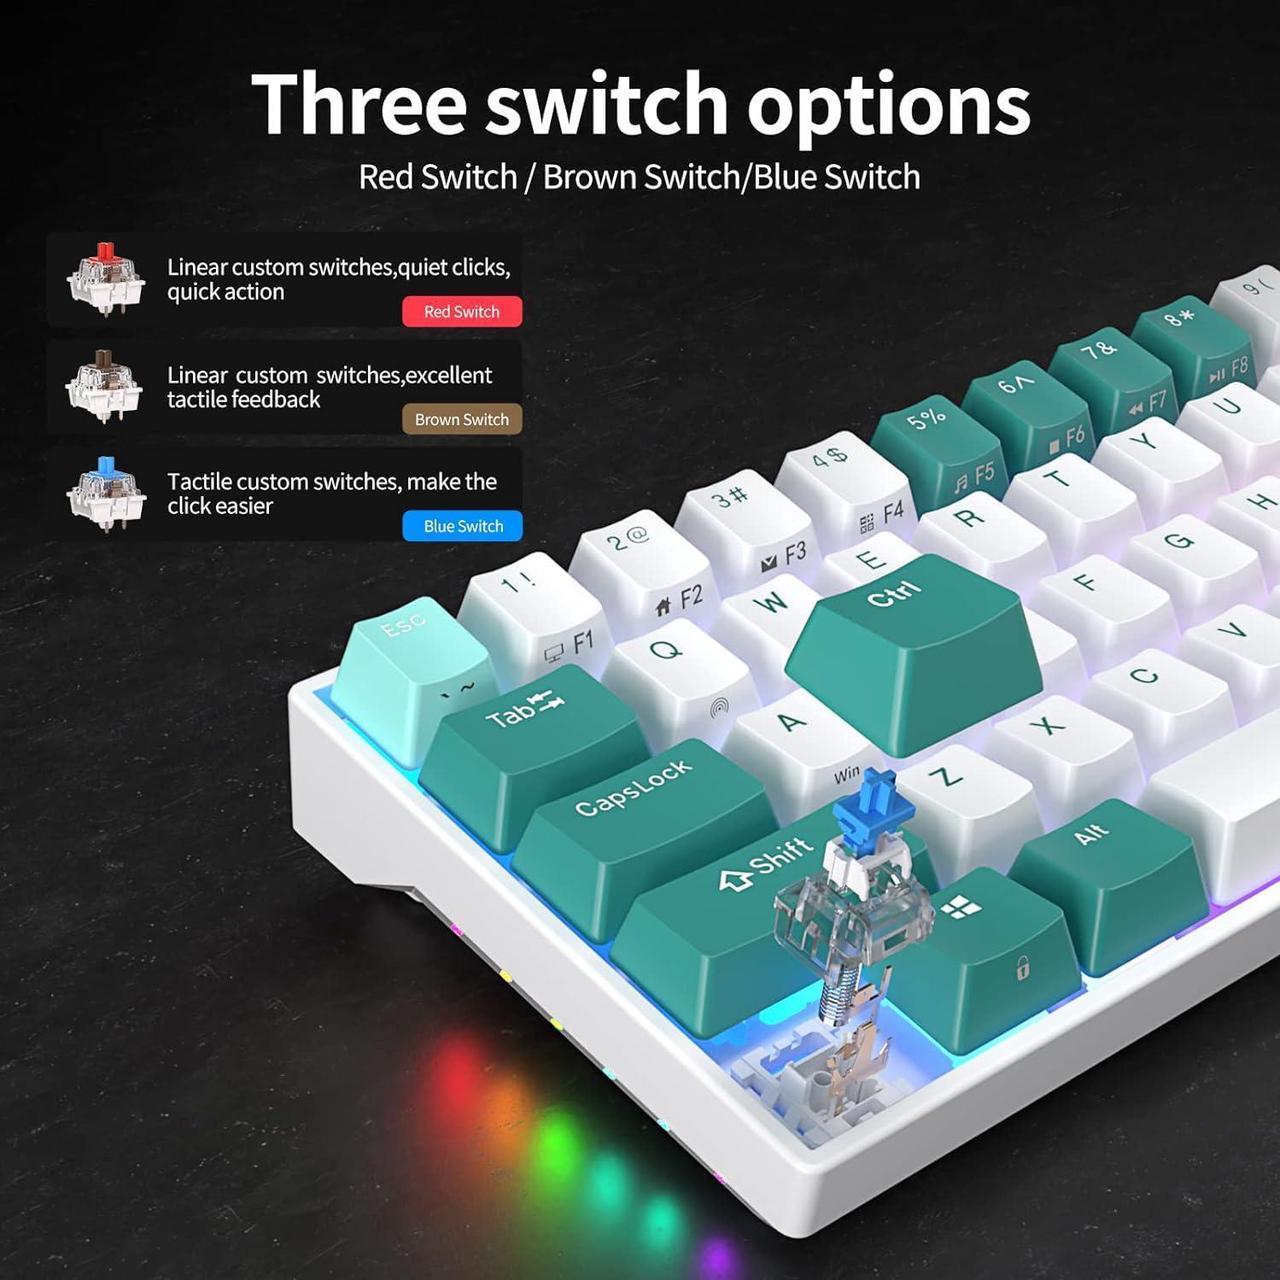 Three switch options
Red Switch / Brown Switch/Blue Switch
Linear custom switches,quiet clicks,
quick action
Red Switch
Linear custom switches,excellent
tactile feedback
Brown Switch
Tactile custom switches, make the
click easier
Blue Switch
ESC
` ~
1 !
F1
2 @
F2
3 #
F3
4 $
F4
5 %
F5
6 ^
F6
7 &
F7
8 *
F8
9 (
Tab
Q
W
E
R
T
Y
U
CapsLock
A
F
G
H
Shift
Z
X
C
V
Ctrl
Win
Alt